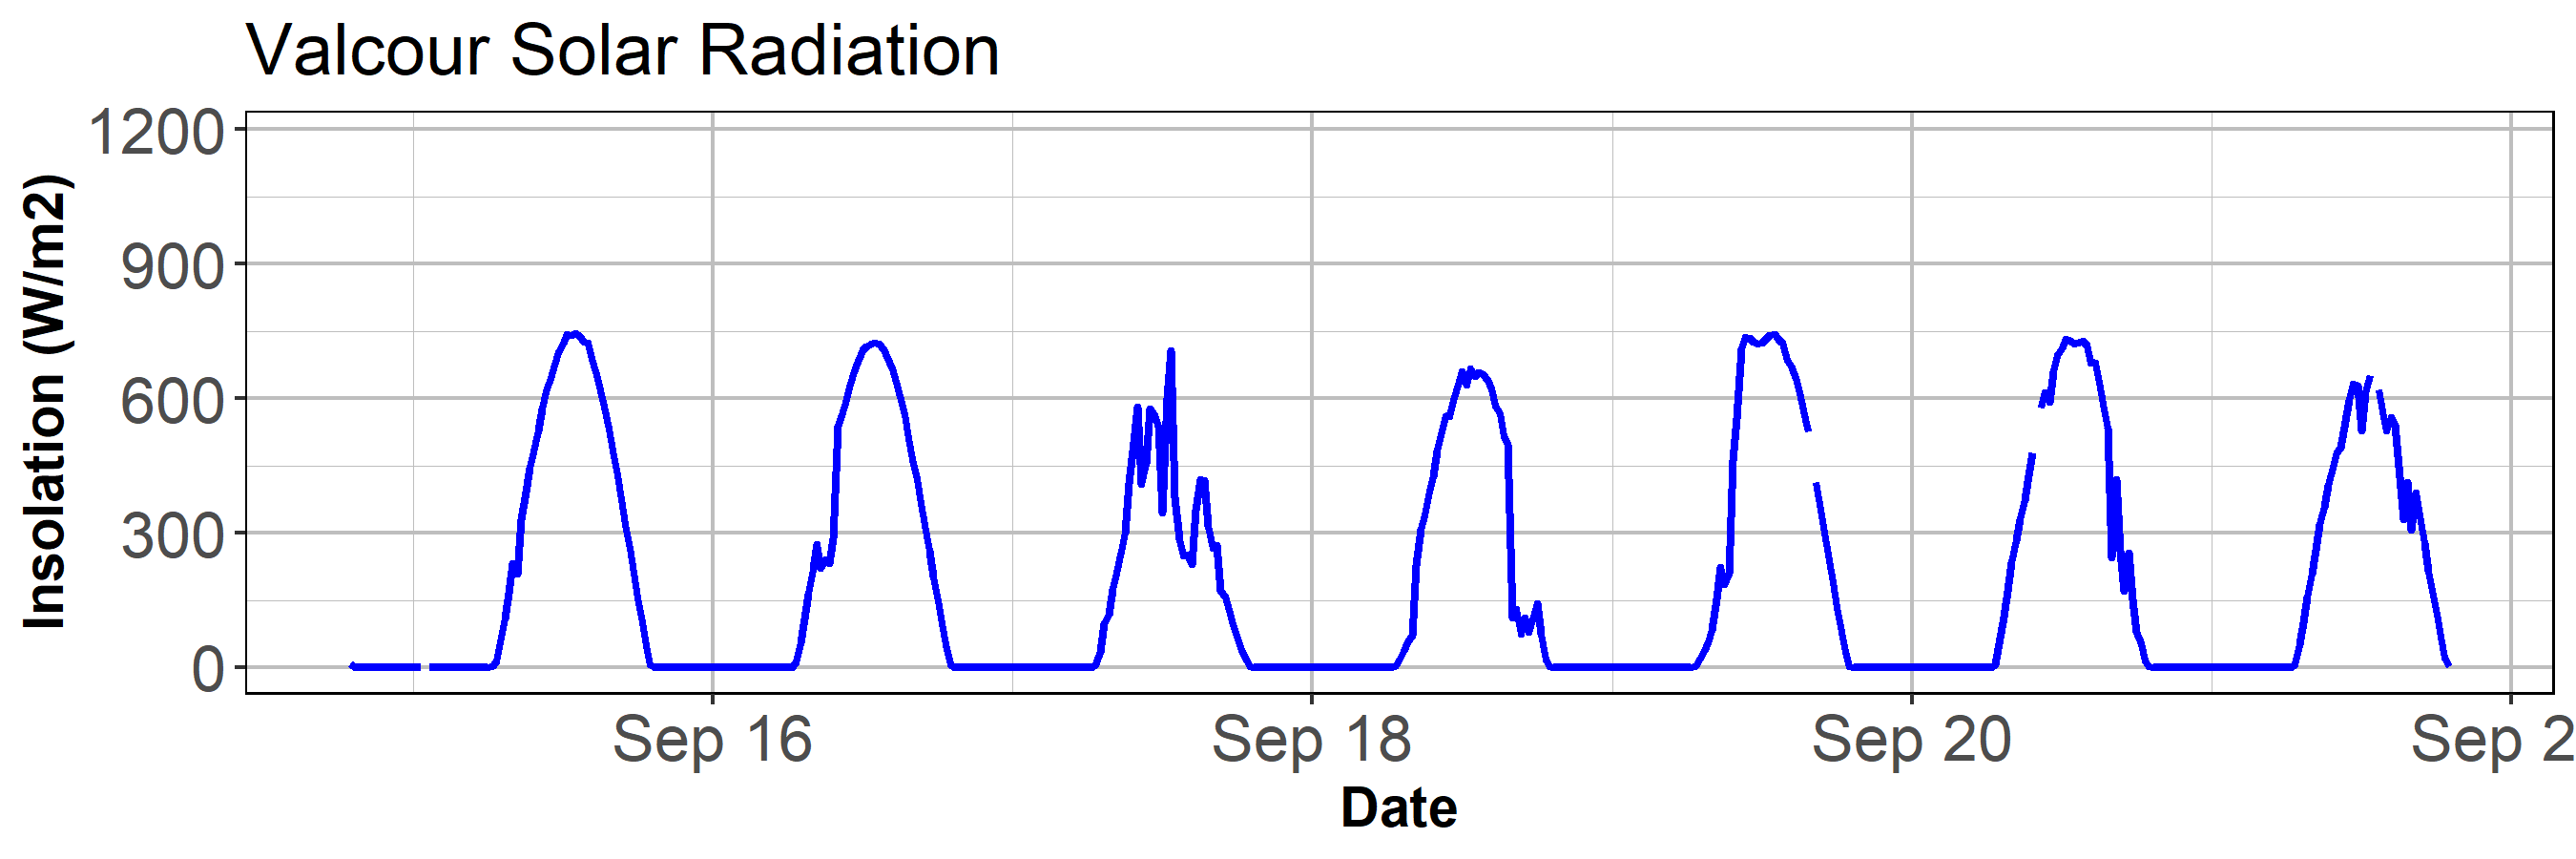 Valcour Solar Radiation
Insolation (W/m2)
1200
900
600
300
0
Sep 16
Sep 18
Sep 20
Sep 2
Date